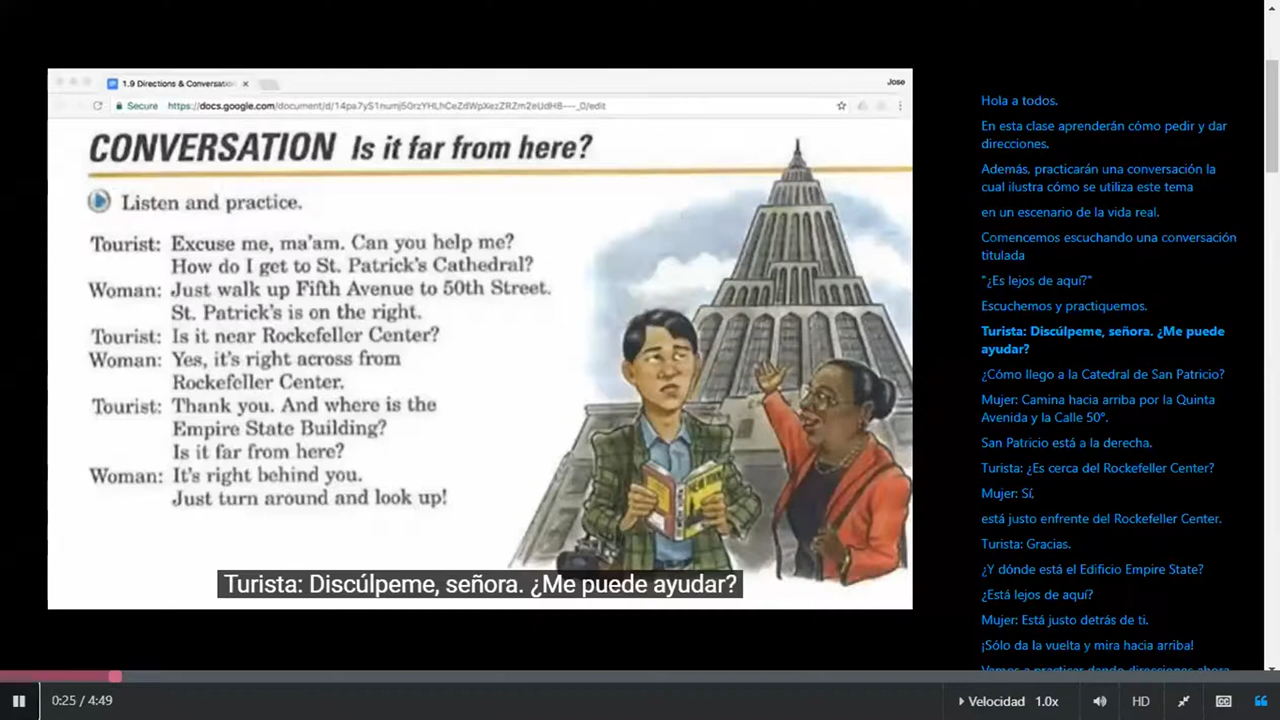 1.9 Directions & Conversation
Jose
Secure
CONVERSATION Is it far from here?
Listen and practice.
Tourist: Excuse me, ma'am. Can you help me?
How do I get to St. Patrick's Cathedral?
Woman: Just walk up Fifth Avenue to 50th Street.
St. Patrick's is on the right.
Tourist: Is it near Rockefeller Center?
Woman: Yes, it's right across from
Rockefeller Center.
Tourist: Thank you. And where is the
Empire State Building?
Is it far from here?
Woman: It's right behind you.
Just turn around and look up!
Turista: Discúlpeme, señora. ¿Me puede ayudar?
Hola a todos.
En esta clase aprenderán cómo pedir y dar
direcciones.
Además, practicarán una conversación la
cual ilustra cómo se utiliza este tema
en un escenario de la vida real.
Comencemos escuchando una conversación
titulada
"¿Es lejos de aquí?"
Escuchemos y practiquemos.
Turista: Discúlpeme, señora. ¿Me puede
ayudar?
¿Cómo llego a la Catedral de San Patricio?
Mujer: Camina hacia arriba por la Quinta
Avenida y la Calle 50°.
San Patricio está a la derecha.
Turista: ¿Es cerca del Rockefeller Center?
Mujer: Sí,
está justo enfrente del Rockefeller Center.
Turista: Gracias.
¿Y dónde está el Edificio Empire State?
¿Está lejos de aquí?
Mujer: Está justo detrás de ti.
¡Sólo da la vuelta y mira hacia arriba!
Vamos a practicar dando direcciones ahora
0:25 / 4:49
Velocidad 1.0x
HD
CC